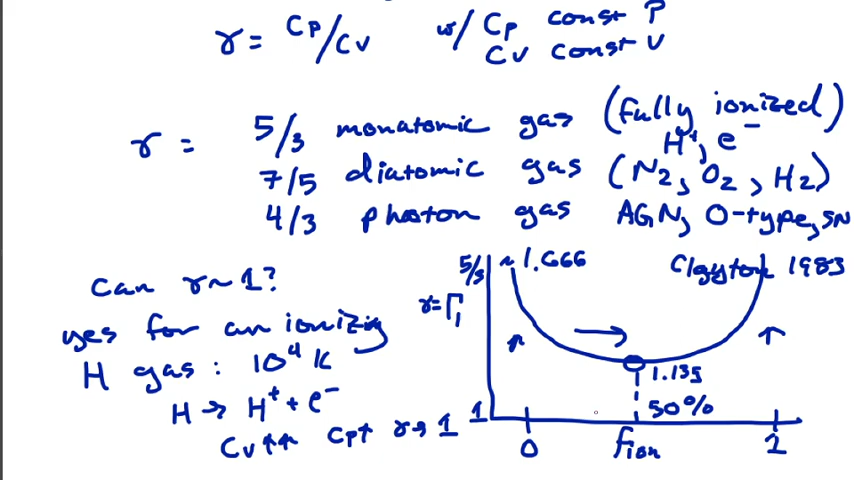 γ = Cp/Cv w/ Cp const P
Cv const V
γ = 5/3 monatomic gas (fully ionized)
H⁺, e⁻
7/5 diatomic gas (N₂, O₂, H₂)
4/3 photon gas AGN, O-type, SN
Can γ ~ 1?
yes for an ionizing
H gas: 10⁴ K
H → H⁺ + e⁻
Cv↑↑ Cp↑ γ→1
5/3 ~1.666 Clayton 1983
γ = Γ₁
1.135
50%
1
0 fion 1